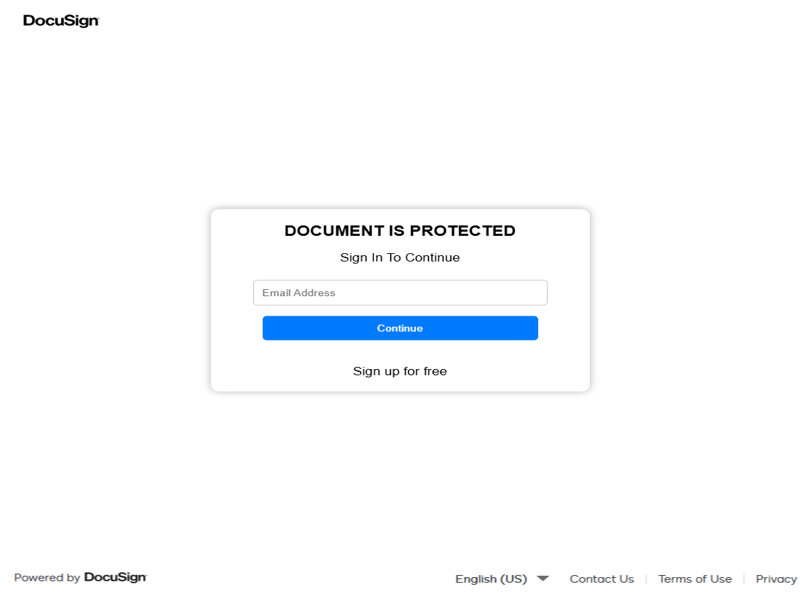 DocuSign
DOCUMENT IS PROTECTED
Sign In To Continue
Email Address
Continue
Sign up for free
Powered by DocuSign
English (US) Contact Us | Terms of Use | Privacy